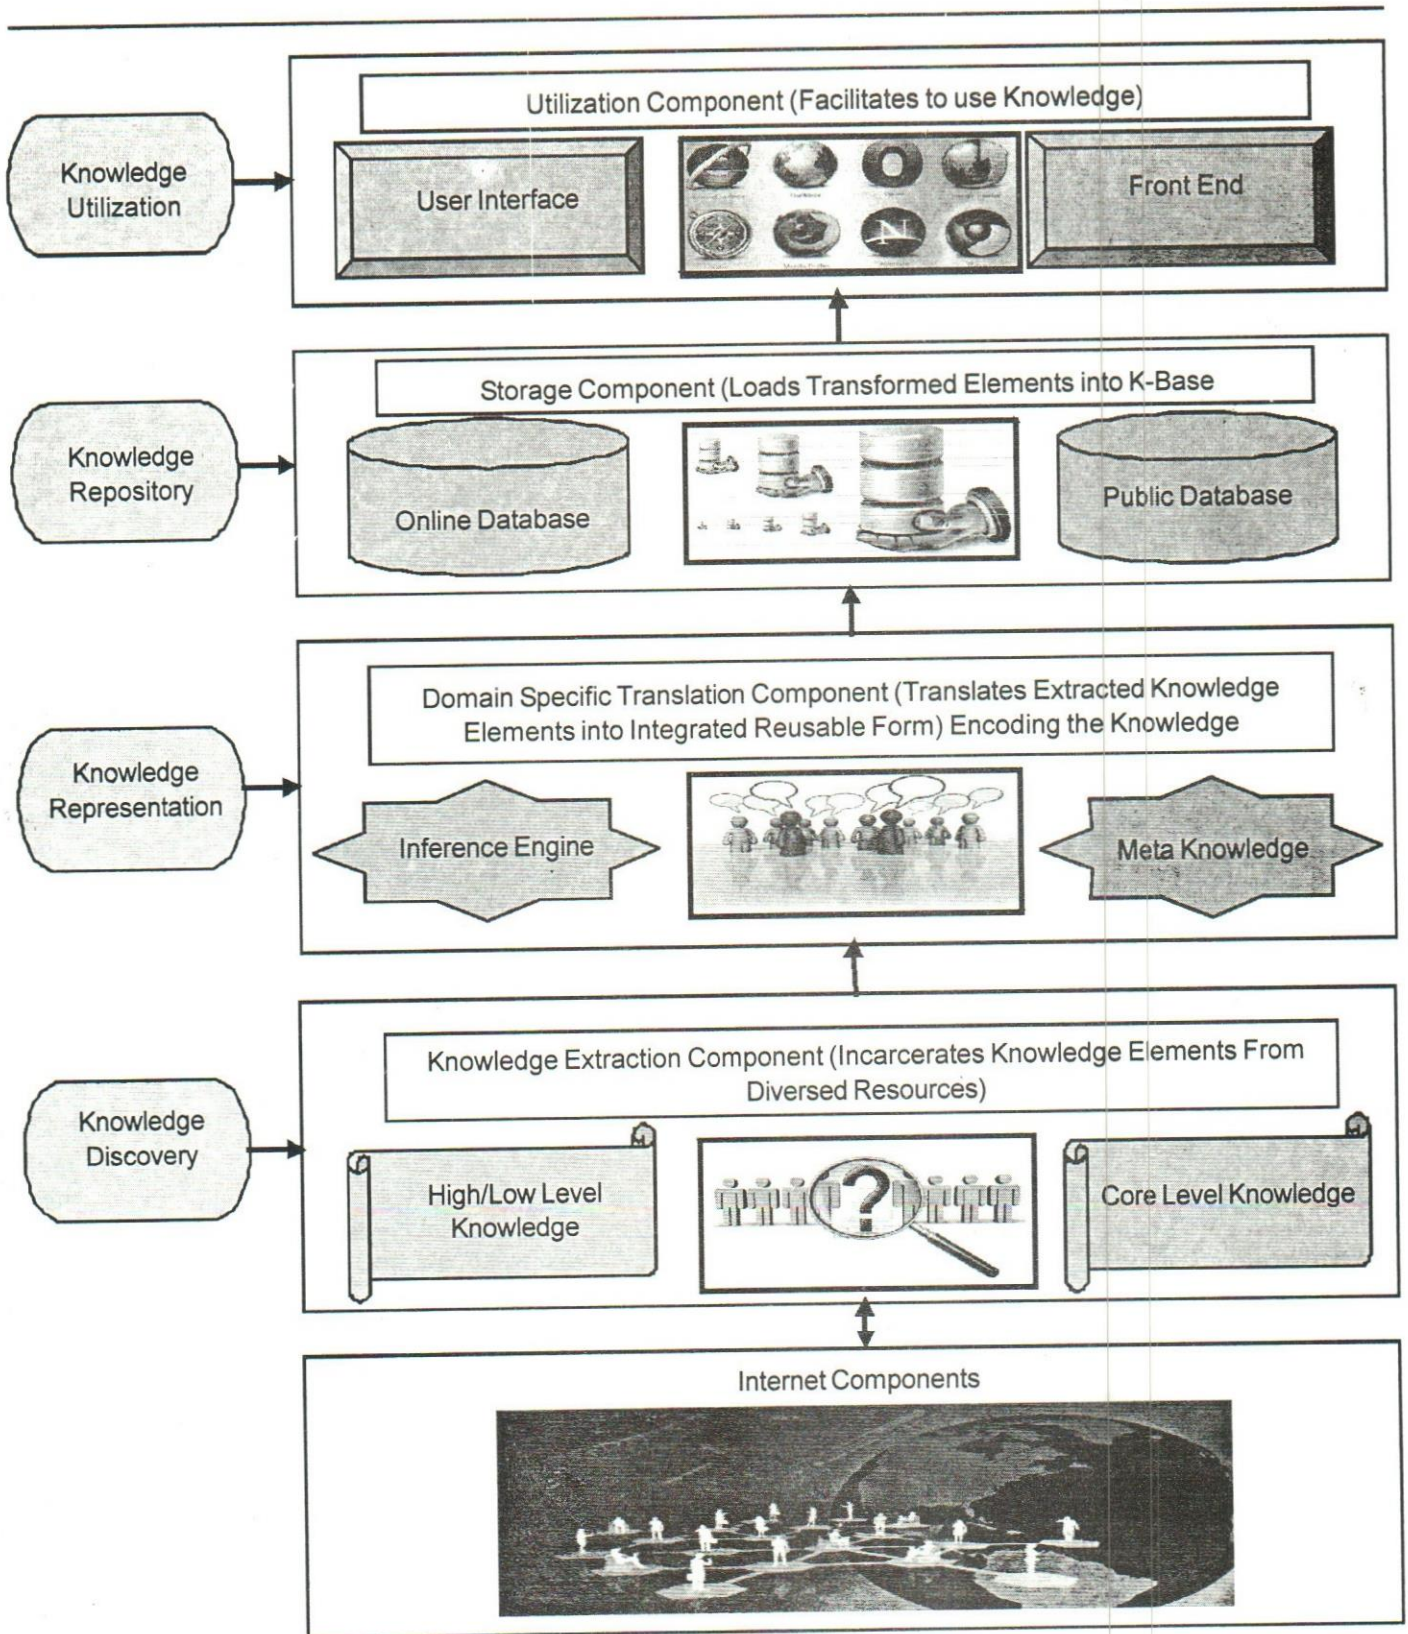 Utilization Component (Facilitates to use Knowledge)
Knowledge
Utilization
User Interface
O
N
Front End
Storage Component (Loads Transformed Elements into K-Base
Knowledge
Repository
Online Database
Public Database
Domain Specific Translation Component (Translates Extracted Knowledge
Elements into Integrated Reusable Form) Encoding the Knowledge
Knowledge
Representation
Inference Engine
Meta Knowledge
Knowledge Extraction Component (Incarcerates Knowledge Elements From
Diversed Resources)
Knowledge
Discovery
High/Low Level
Knowledge
?
Core Level Knowledge
Internet Components